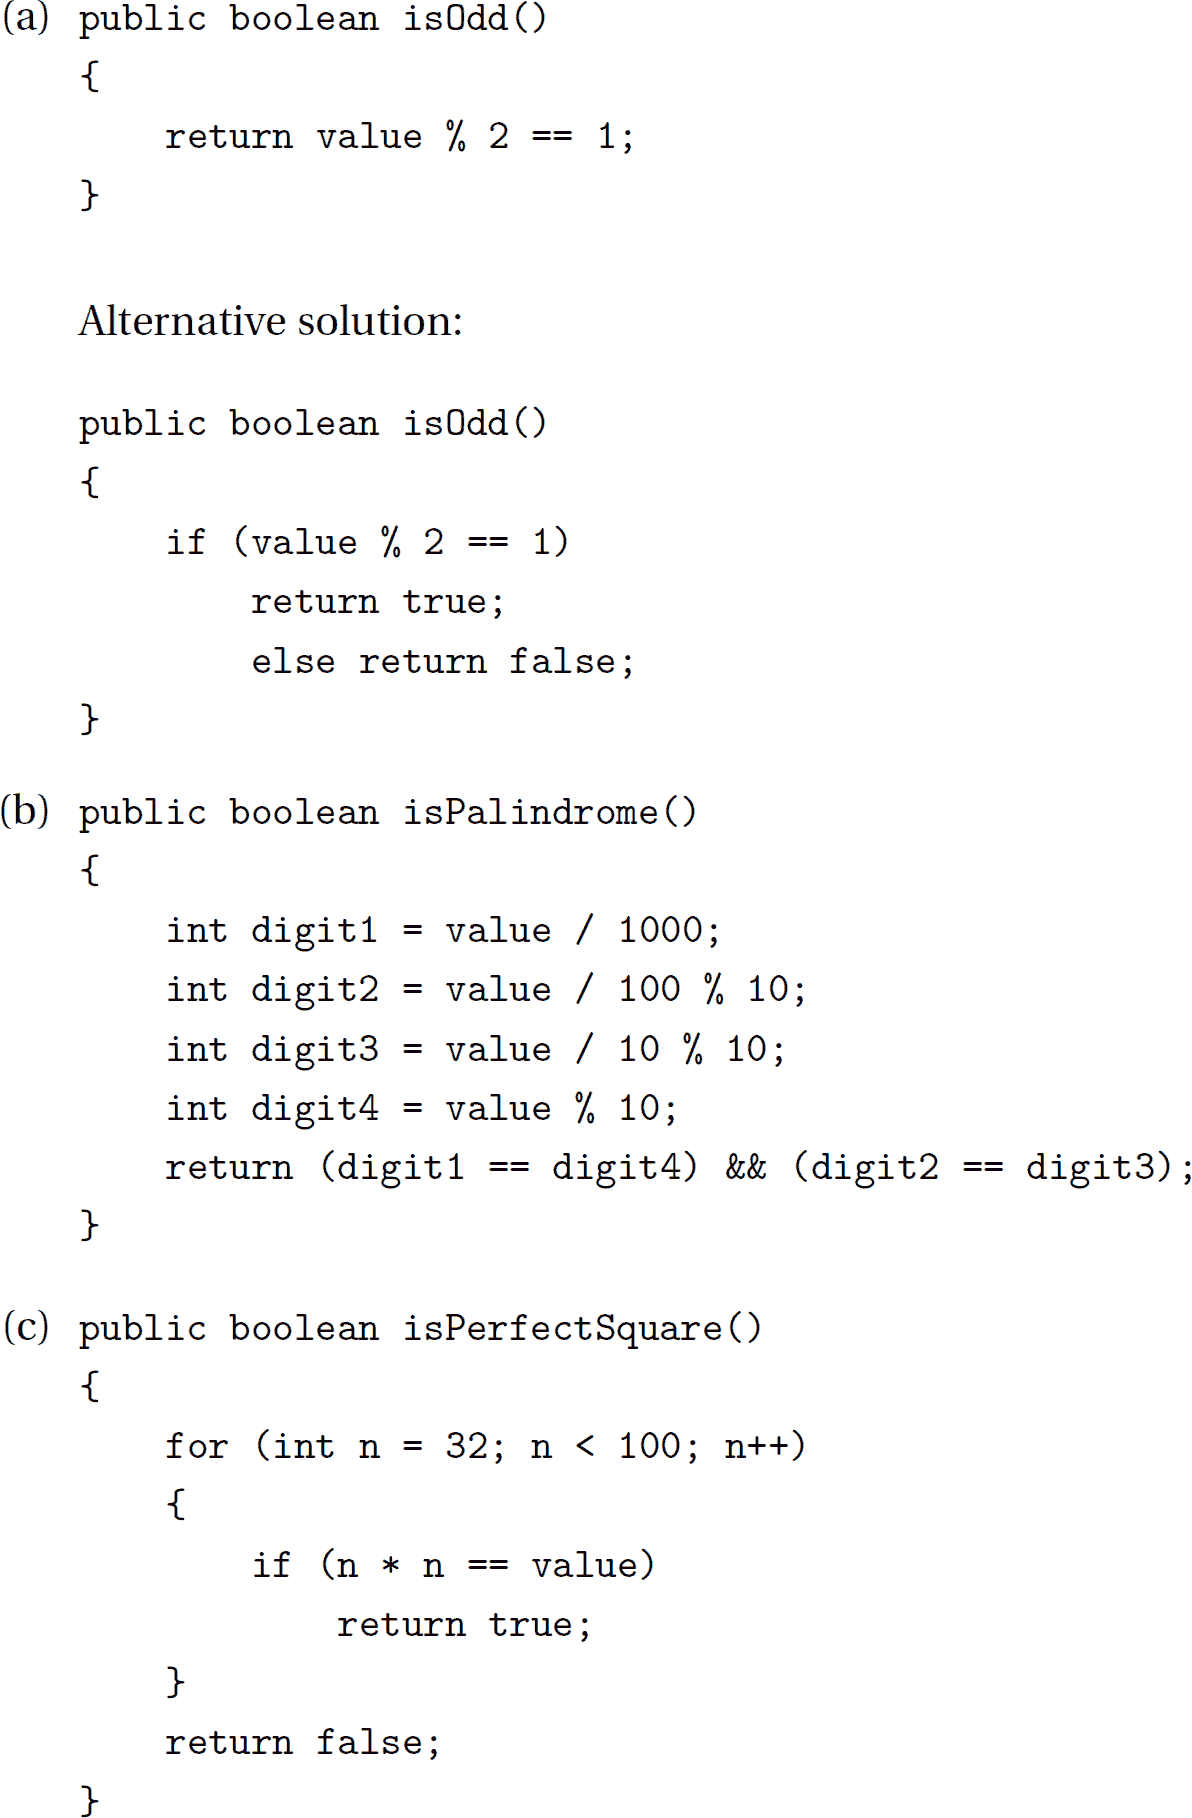 (a) public boolean isOdd()
{
    return value % 2 == 1;
}
Alternative solution:
public boolean isOdd()
{
    if (value % 2 == 1)
        return true;
        else return false;
}
(b) public boolean isPalindrome()
{
    int digit1 = value / 1000;
    int digit2 = value / 100 % 10;
    int digit3 = value / 10 % 10;
    int digit4 = value % 10;
    return (digit1 == digit4) && (digit2 == digit3);
}
(c) public boolean isPerfectSquare()
{
    for (int n = 32; n < 100; n++)
    {
        if (n * n == value)
            return true;
    }
    return false;
}